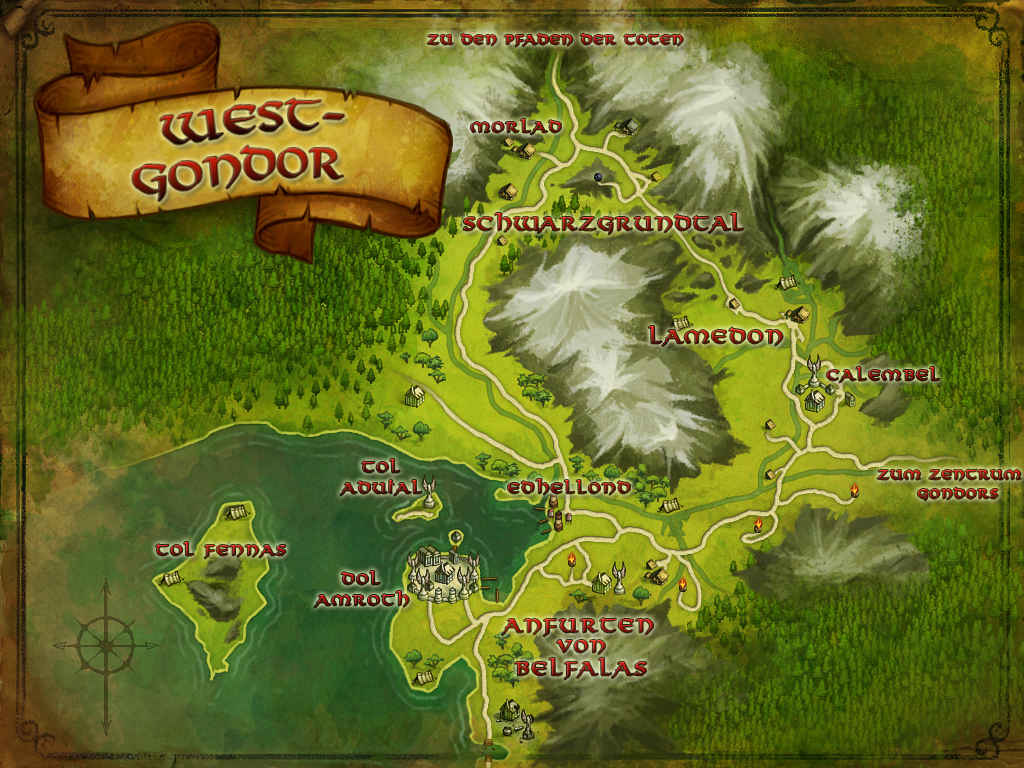 ZU DEN PFADEN DER TOTEN
WEST-
GONDOR
MORLAD
SCHWARZGRUNDTAL
LAMEDON
CALEMBEL
TOL
ADUIAL
EDHELLOND
ZUM ZENTRUM
GONDORS
TOL FENNAS
DOL
AMROTH
ANFURTEN
VON
BELFALAS